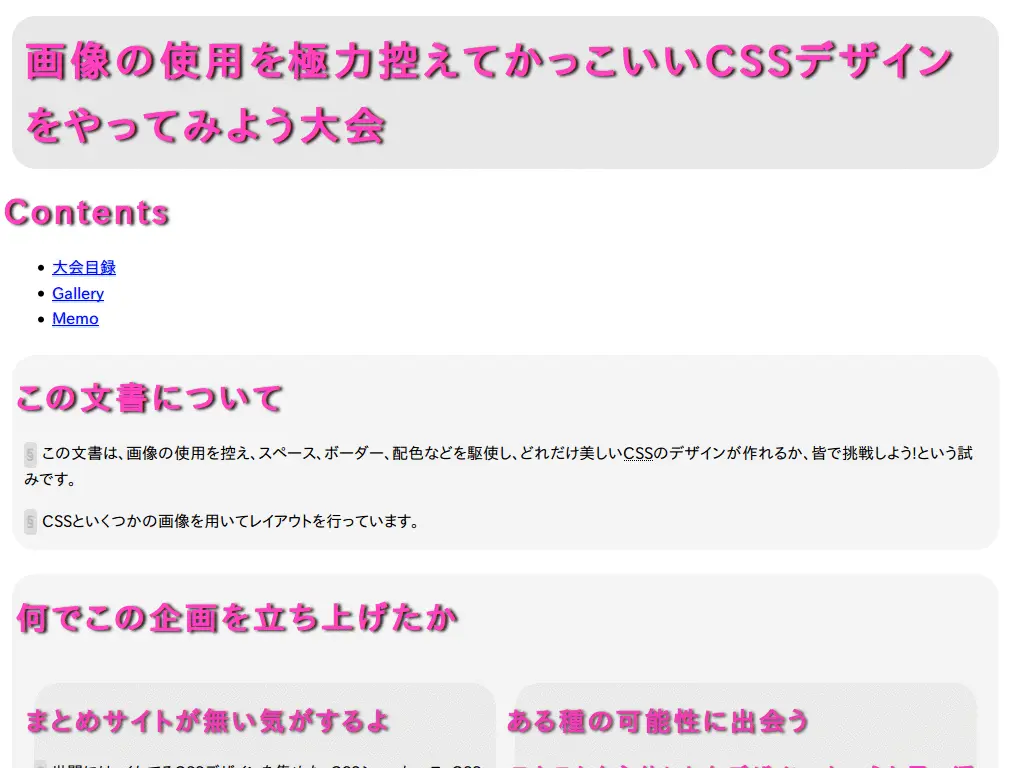 画像の使用を極力控えてかっこいいCSSデザイン
をやってみよう大会
Contents
大会目録
Gallery
Memo
この文書について
§ この文書は、画像の使用を控え、スペース、ボーダー、配色などを駆使し、どれだけ美しいCSSのデザインが作れるか、皆で挑戦しよう!という試
みです。
§ CSSといくつかの画像を用いてレイアウトを行っています。
何でこの企画を立ち上げたか
まとめサイトが無い気がするよ
ある種の可能性に出会う